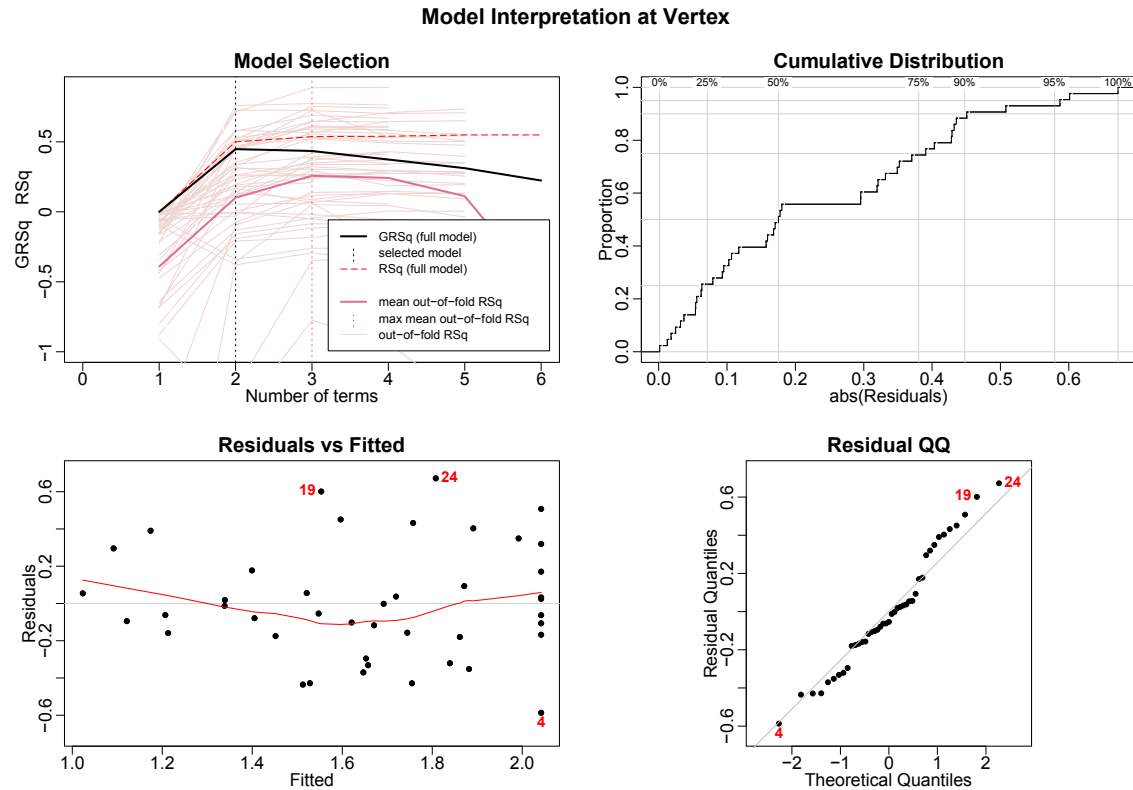 Model Interpretation at Vertex
Model Selection
GRSq   RSq
−1
−0.5
0
0.5
0
1
2
3
4
5
6
Number of terms
GRSq (full model)
selected model
RSq (full model)
mean out−of−fold RSq
max mean out−of−fold RSq
out−of−fold RSq
Cumulative Distribution
0% 25% 50% 75% 90% 95% 100%
Proportion
0.0
0.2
0.4
0.6
0.8
1.0
0.0 0.1 0.2 0.3 0.4 0.5 0.6
abs(Residuals)
Residuals vs Fitted
Residuals
−0.6
−0.2
0.2
0.6
19
24
4
1.0 1.2 1.4 1.6 1.8 2.0
Fitted
Residual QQ
Residual Quantiles
−0.6
−0.2
0.2
0.6
19
24
4
−2 −1 0 1 2
Theoretical Quantiles